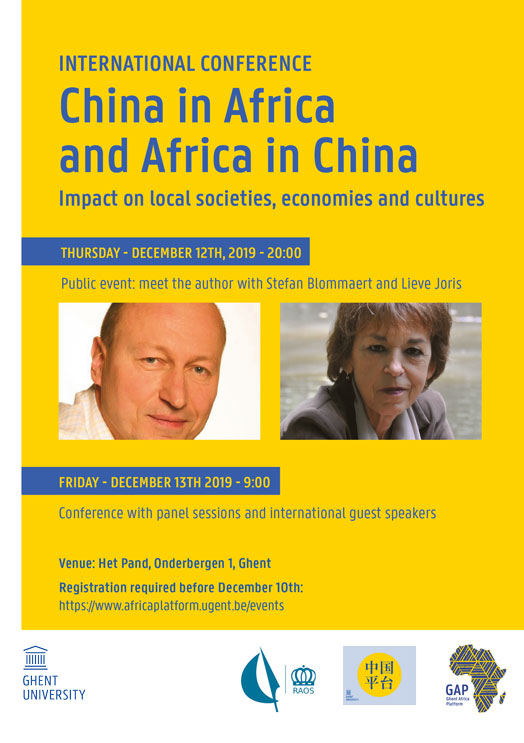 INTERNATIONAL CONFERENCE
China in Africa
and Africa in China
Impact on local societies, economies and cultures
THURSDAY - DECEMBER 12TH, 2019 - 20:00
Public event: meet the author with Stefan Blommaert and Lieve Joris
FRIDAY - DECEMBER 13TH 2019 - 9:00
Conference with panel sessions and international guest speakers
Venue: Het Pand, Onderbergen 1, Ghent
Registration required before December 10th:
https://www.africaplatform.ugent.be/events
GHENT
UNIVERSITY
RAOS
中国
平台
GAP
Ghent Africa
Platform